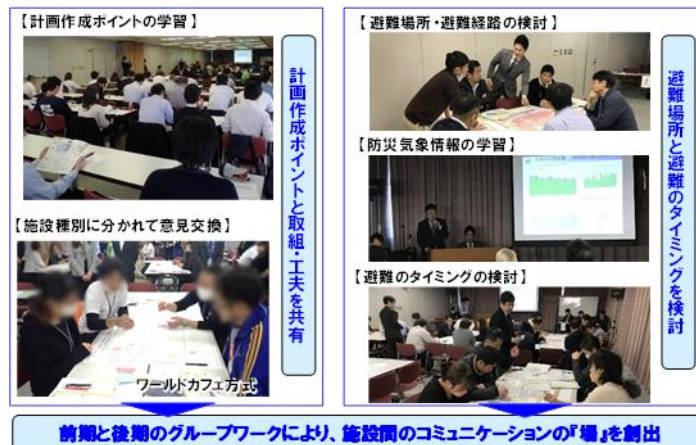 【計画作成ポイントの学習】
計画作成ポイントと取組・工夫を共有
【施設種別に分かれて意見交換】
ワールドカフェ方式
【避難場所・避難経路の検討】
避難場所と避難のタイミングを検討
【防災気象情報の学習】
【避難のタイミングの検討】
前期と後期のグループワークにより、施設間のコミュニケーションの『場』を創出